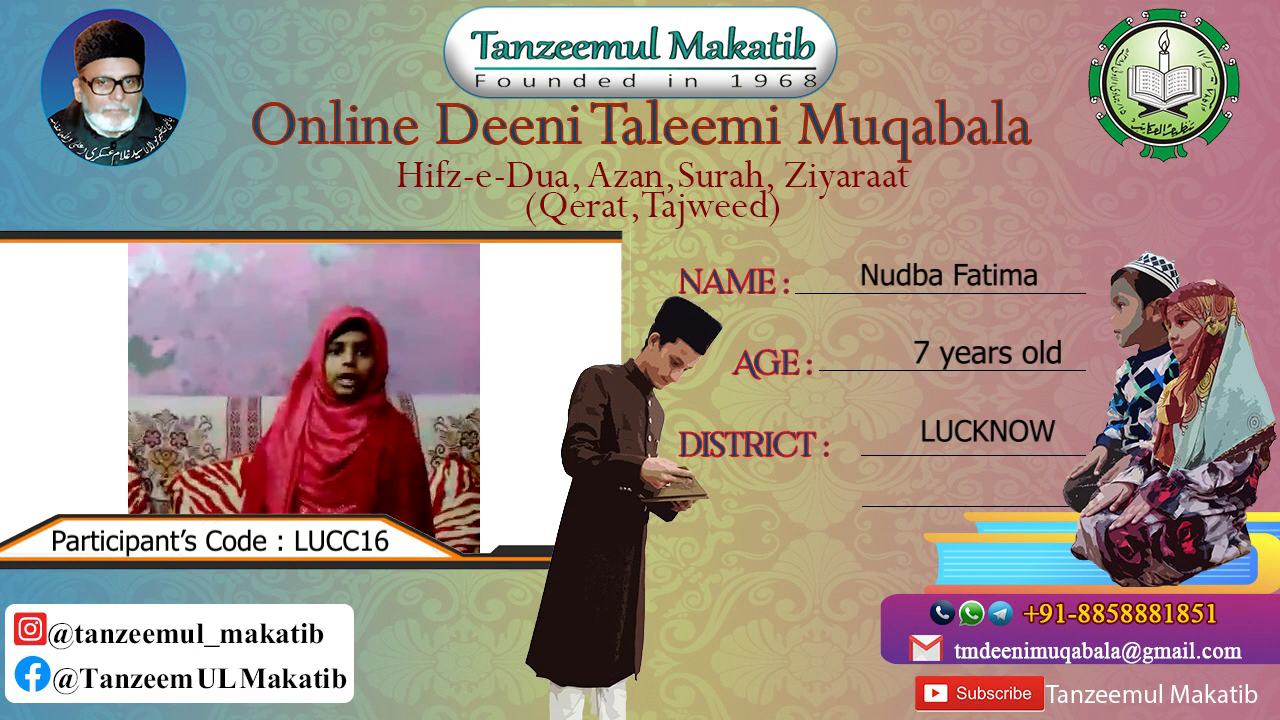 Tanzeemul Makatib
Founded in 1968
Online Deeni Taleemi Muqabala
Hifz-e-Dua, Azan, Surah, Ziyaraat
(Qerat, Tajweed)
NAME : Nudba Fatima
AGE : 7 years old
DISTRICT : LUCKNOW
Participant's Code : LUCC16
@tanzeemul_makatib
@Tanzeem UL Makatib
+91-8858881851
tmdeenimuqabala@gmail.com
Subscribe Tanzeemul Makatib